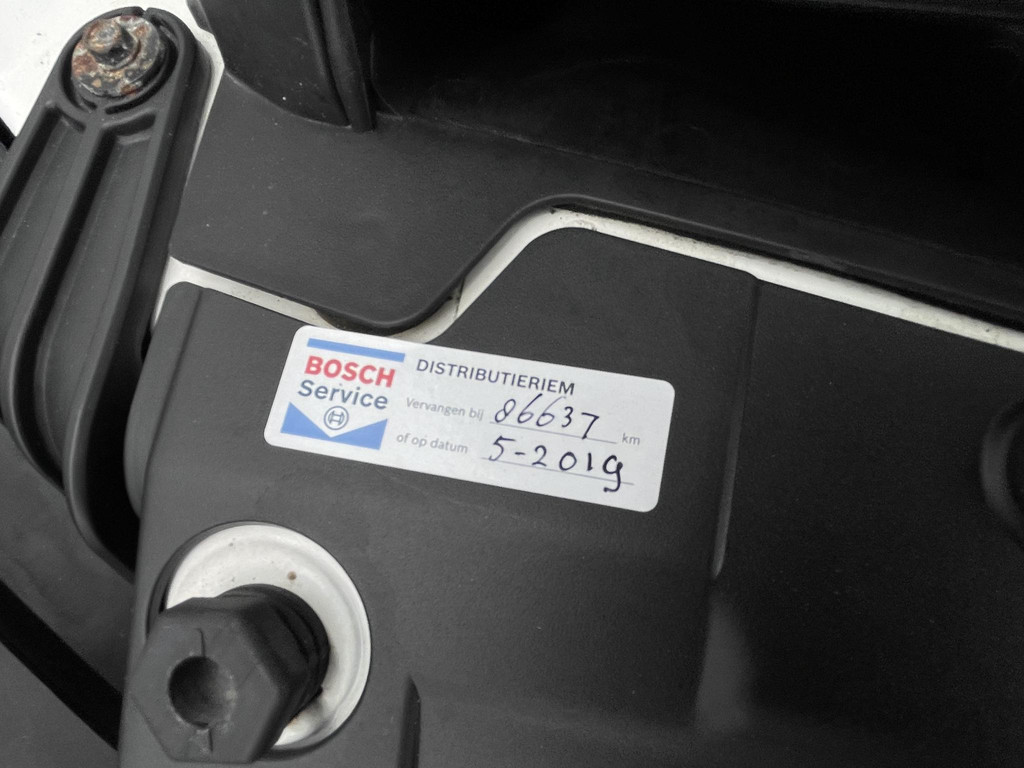 BOSCH
Service
DISTRIBUTIERIEM
Vervangen bij 86637 km
of op datum 5-2019